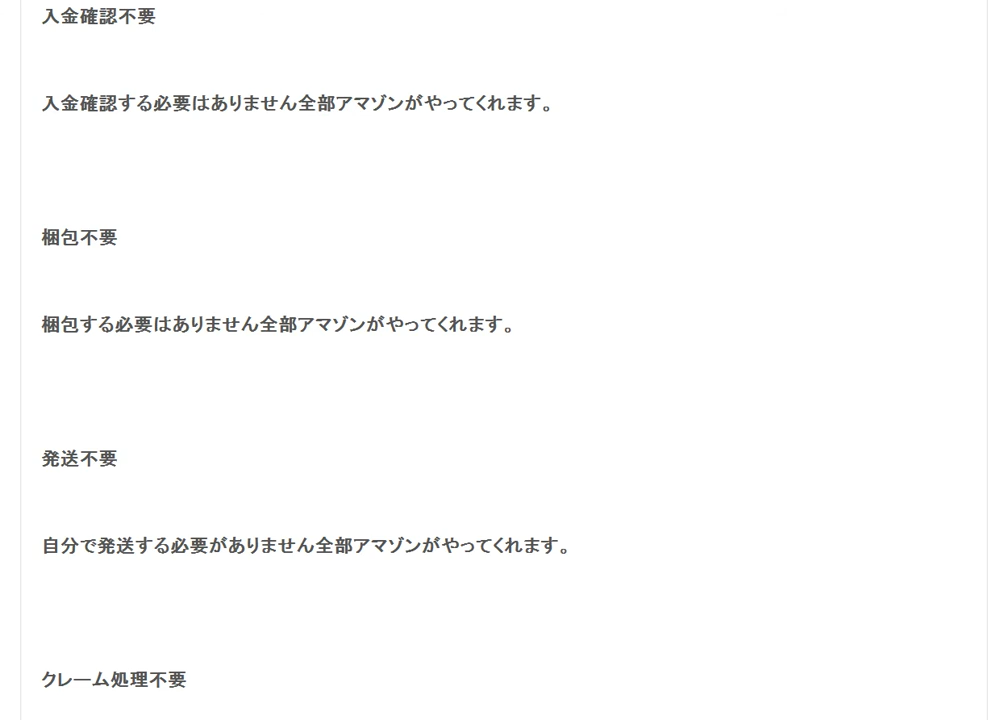 入金確認不要
入金確認する必要はありません全部アマゾンがやってくれます。
梱包不要
梱包する必要はありません全部アマゾンがやってくれます。
発送不要
自分で発送する必要がありません全部アマゾンがやってくれます。
クレーム処理不要